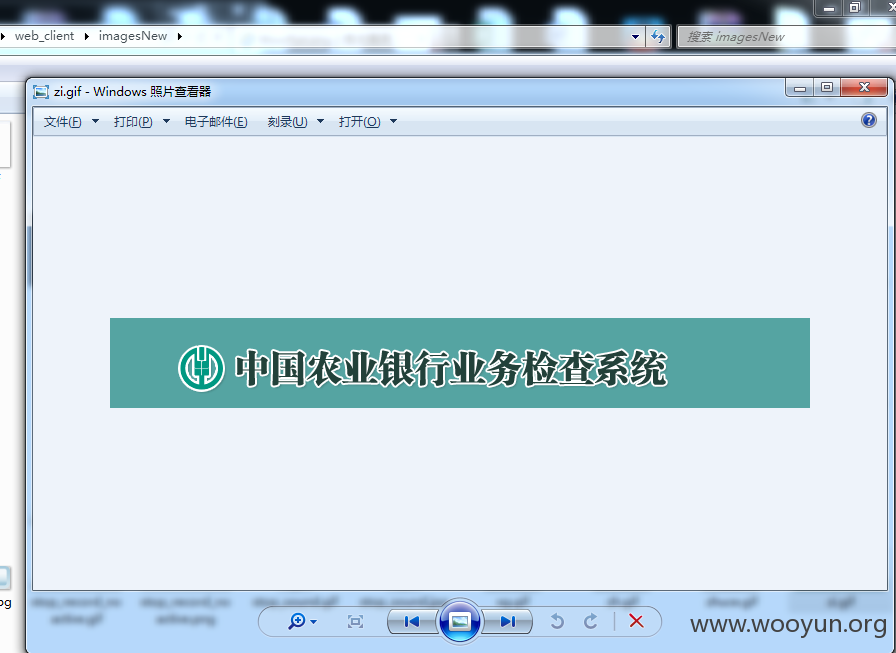 web_client ▸ imagesNew ▸
搜索 imagesNew
zi.gif - Windows 照片查看器
文件(F) 打印(P) 电子邮件(E) 刻录(U) 打开(O)
中国农业银行业务检查系统
og
www.wooyun.org